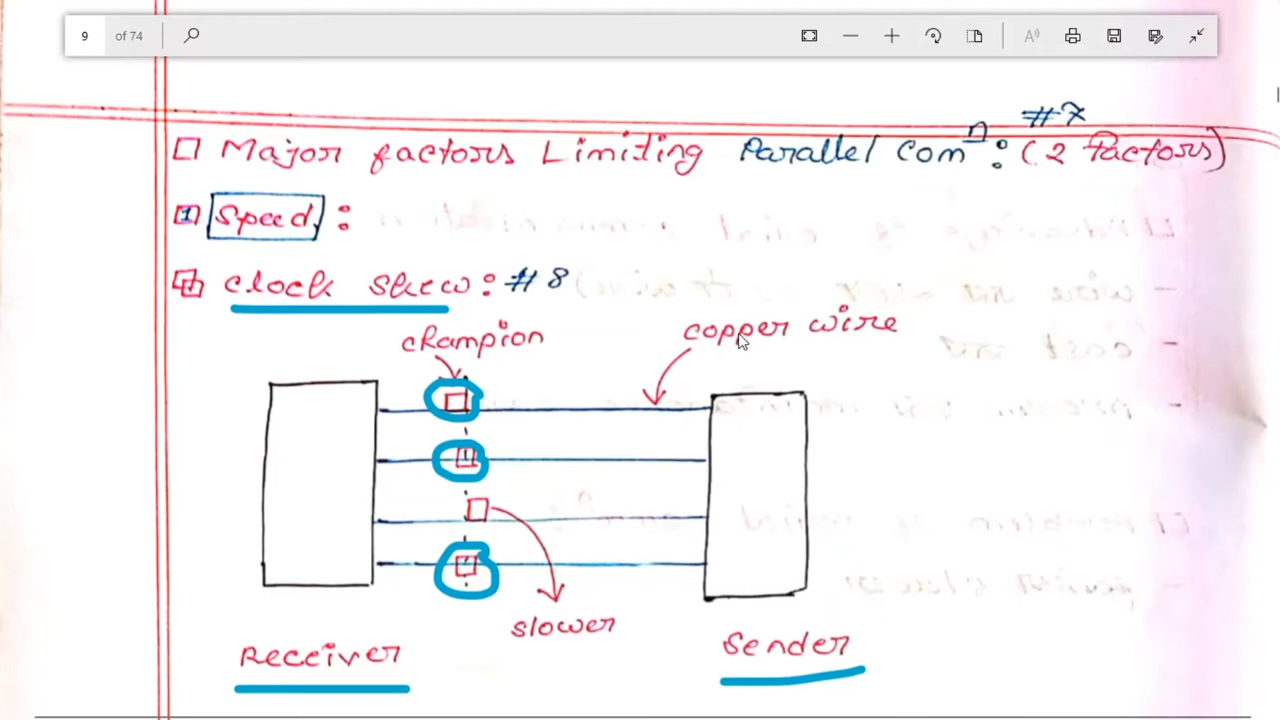 9 of 74
#7
□ Major factors Limiting Parallel comⁿ: (2 factors)
1 Speed :
clock skew: #8
champion
copper wire
slower
Receiver
Sender